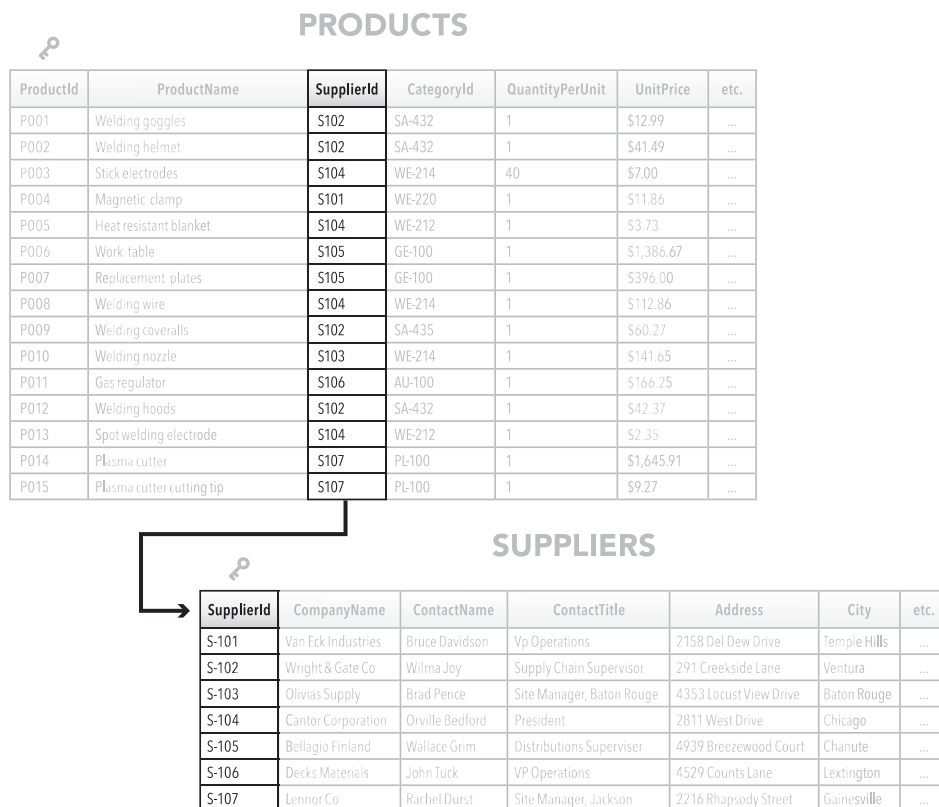 PRODUCTS
ProductId ProductName SupplierId CategoryId QuantityPerUnit UnitPrice etc.
P001 Welding goggles S102 SA-432 1 $12.99 ...
P002 Welding helmet S102 SA-432 1 $41.49 ...
P003 Stick electrodes S104 WE-214 40 $7.00 ...
P004 Magnetic clamp S101 WE-220 1 $11.86 ...
P005 Heat resistant blanket S104 WE-212 1 $3.73 ...
P006 Work table S105 GE-100 1 $1,386.67 ...
P007 Replacement plates S105 GE-100 1 $396.00 ...
P008 Welding wire S104 WE-214 1 $112.86 ...
P009 Welding coveralls S102 SA-435 1 $60.27 ...
P010 Welding nozzle S103 WE-214 1 $141.65 ...
P011 Gas regulator S106 AU-100 1 $166.25 ...
P012 Welding hoods S102 SA-432 1 $42.37 ...
P013 Spot welding electrode S104 WE-212 1 $2.35 ...
P014 Plasma cutter S107 PL-100 1 $1,645.91 ...
P015 Plasma cutter cutting tip S107 PL-100 1 $9.27 ...
SUPPLIERS
SupplierId CompanyName ContactName ContactTitle Address City etc.
S-101 Van Eck Industries Bruce Davidson Vp Operations 2158 Del Dew Drive Temple Hills ...
S-102 Wright & Gate Co Wilma Joy Supply Chain Supervisor 291 Creekside Lane Ventura ...
S-103 Olivias Supply Brad Pence Site Manager, Baton Rouge 4353 Locust View Drive Baton Rouge ...
S-104 Cantor Corporation Orville Bedford President 2811 West Drive Chicago ...
S-105 Bellagio Finland Wallace Grim Distributions Superviser 4939 Breezewood Court Chanute ...
S-106 Decks Materials John Tuck VP Operations 4529 Counts Lane Lextington ...
S-107 Lennor Co Rachel Durst Site Manager, Jackson 2216 Rhapsody Street Gainesville ...